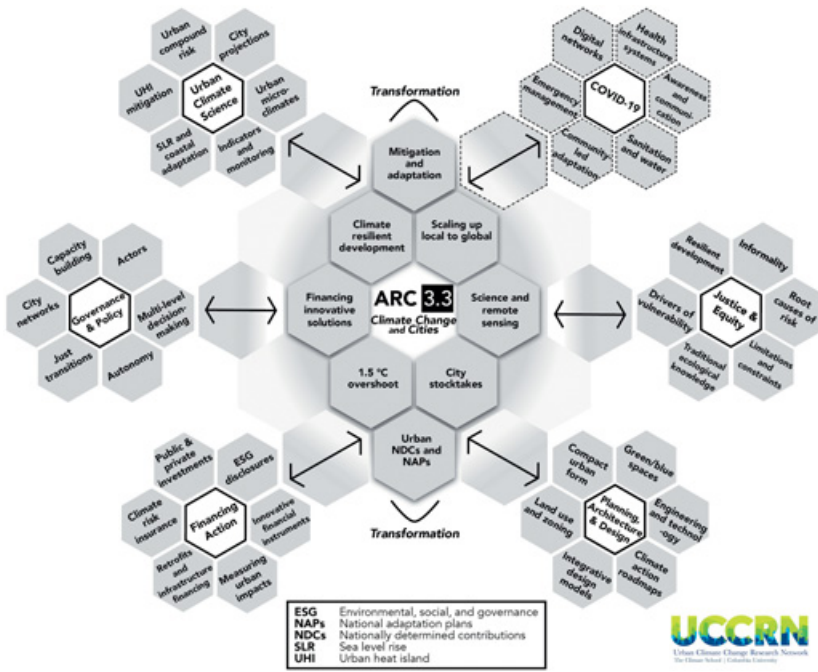 Urban
compound
risk
City
projections
UHI
mitigation
Urban
Climate
Science
Urban
micro-
climates
SLR and
coastal
adaptation
Indicators
and
monitoring
Transformation
Digital
networks
Health
infrastructure
systems
Emergency
management
COVID-19
Awareness
and
communi-
cation
Community-
led
adaptation
Sanitation
and water
Mitigation
and
adaptation
Climate
resilient
development
Scaling up
local to global
Financing
innovative
solutions
ARC 3.3
Climate Change
and Cities
Science and
remote
sensing
1.5 °C
overshoot
City
stocktakes
Urban
NDCs and
NAPs
Transformation
Capacity
building
Actors
City
networks
Governance
& Policy
Multi-level
decision-
making
Just
transitions
Autonomy
Resilient
development
Informality
Drivers of
vulnerability
Justice &
Equity
Root
causes of
risk
Traditional
ecological
knowledge
Limitations
and
constraints
Public &
private
investments
ESG
disclosures
Climate
risk
insurance
Financing
Action
Innovative
financial
instruments
Retrofits and
infrastructure
financing
Measuring
urban
impacts
Compact
urban
form
Green/blue
spaces
Land use
and zoning
Planning,
Architecture
& Design
Engineering
and technol
-ogy
Integrative
design
models
Climate
action
roadmaps
ESG Environmental, social, and governance
NAPs National adaptation plans
NDCs Nationally determined contributions
SLR Sea level rise
UHI Urban heat island
UCCRN
Urban Climate Change Research Network
The Climate School | Columbia University